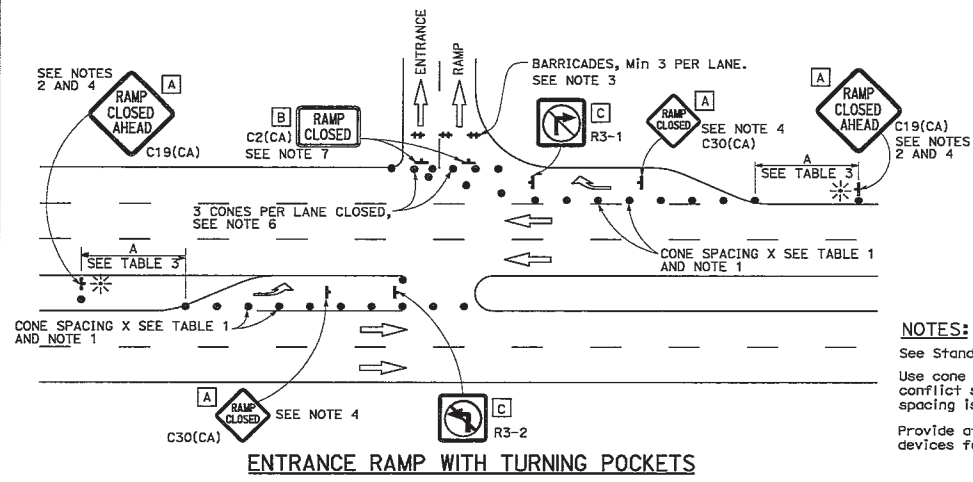 ENTRANCE
RAMP
SEE NOTES
2 AND 4
A
RAMP
CLOSED
AHEAD
C19(CA)
B
RAMP
CLOSED
C2(CA)
SEE NOTE 7
BARRICADES, Min 3 PER LANE.
SEE NOTE 3
C
R3-1
A
RAMP
CLOSED
SEE NOTE 4
C30(CA)
A
RAMP
CLOSED
AHEAD
C19(CA)
SEE NOTES
2 AND 4
A
SEE TABLE 3
3 CONES PER LANE CLOSED,
SEE NOTE 6
A
SEE TABLE 3
CONE SPACING X SEE TABLE 1
AND NOTE 1
CONE SPACING X SEE TABLE 1
AND NOTE 1
A
RAMP
CLOSED
SEE NOTE 4
C30(CA)
C
R3-2
NOTES:
See Stand
Use cone
conflict s
spacing is
Provide at
devices fu
ENTRANCE RAMP WITH TURNING POCKETS